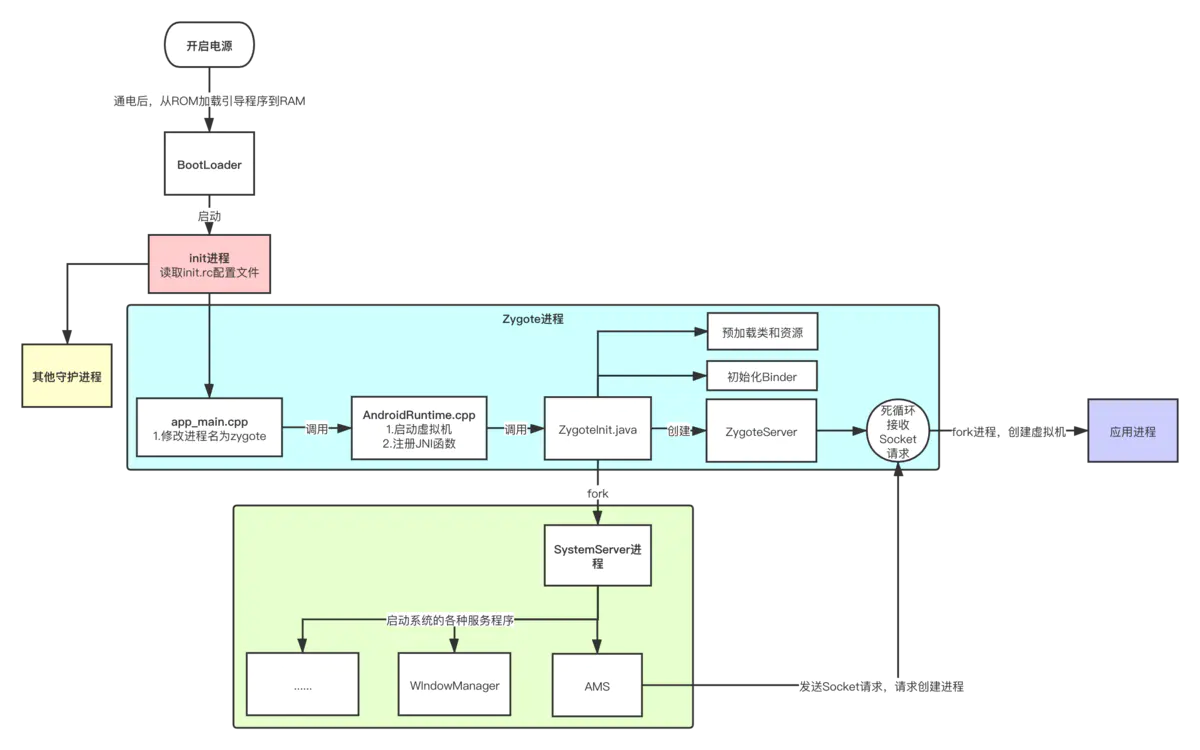 开启电源
通电后，从ROM加载引导程序到RAM
BootLoader
启动
init进程
读取init.rc配置文件
其他守护进程
Zygote进程
app_main.cpp
1.修改进程名为zygote
调用
AndroidRuntime.cpp
1.启动虚拟机
2.注册JNI函数
调用
ZygoteInit.java
预加载类和资源
初始化Binder
创建
ZygoteServer
死循环
接收
Socket
请求
fork进程，创建虚拟机
应用进程
fork
SystemServer进
程
启动系统的各种服务程序
......
WIndowManager
AMS
发送Socket请求，请求创建进程